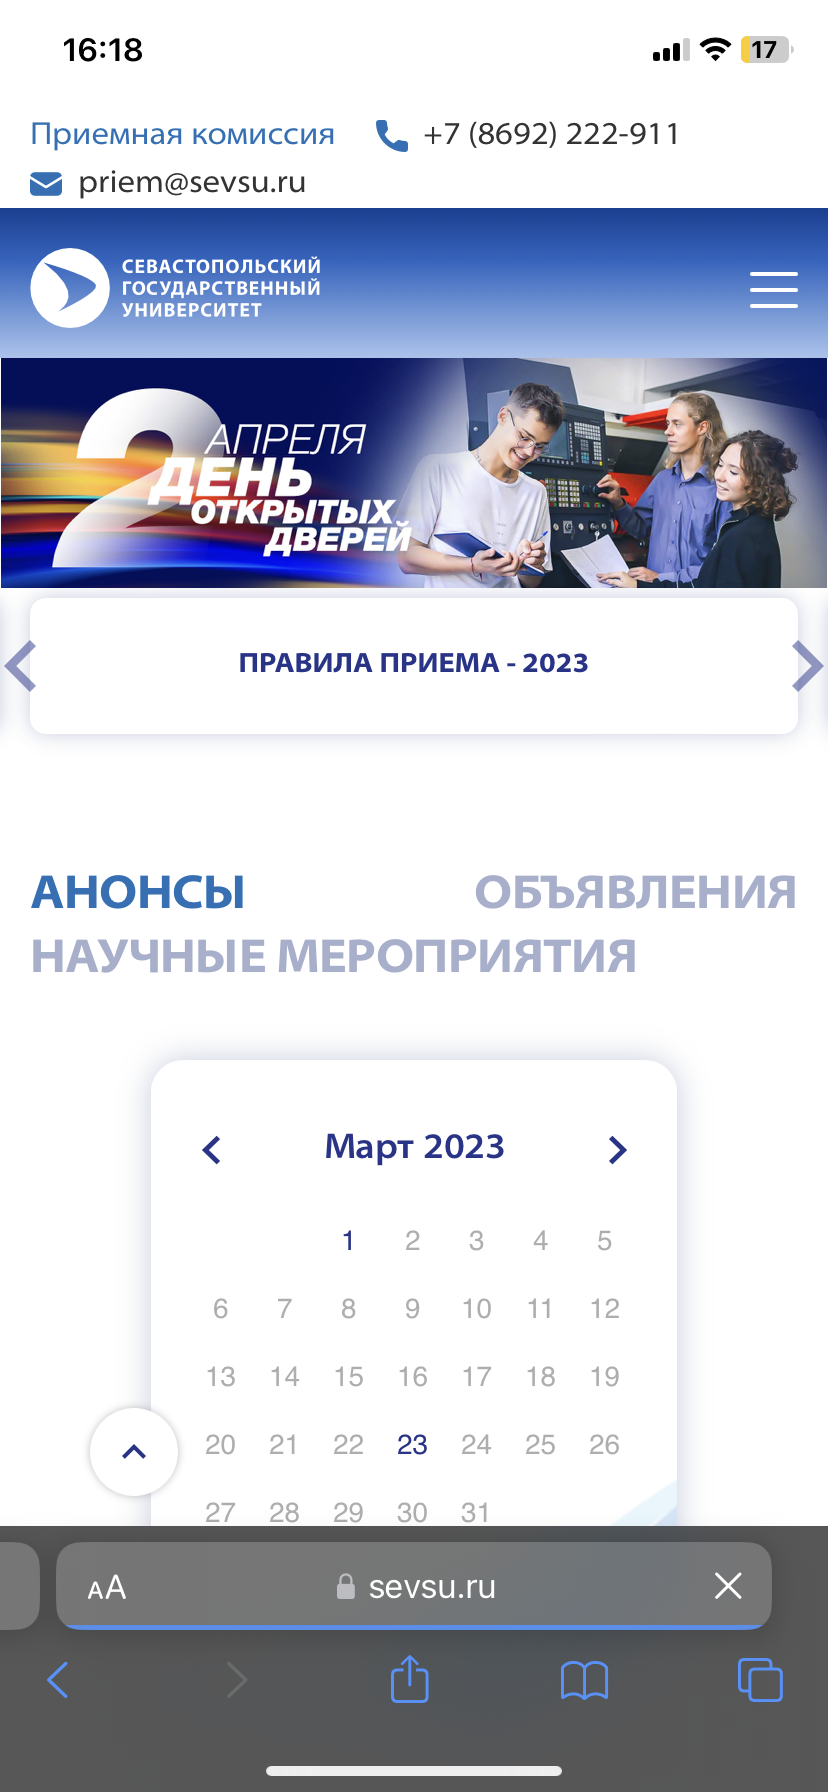 16:18
17
Приемная комиссия
+7 (8692) 222-911
priem@sevsu.ru
СЕВАСТОПОЛЬСКИЙ
ГОСУДАРСТВЕННЫЙ
УНИВЕРСИТЕТ
2 АПРЕЛЯ
ДЕНЬ
ОТКРЫТЫХ
ДВЕРЕЙ
ПРАВИЛА ПРИЕМА - 2023
АНОНСЫ
ОБЪЯВЛЕНИЯ
НАУЧНЫЕ МЕРОПРИЯТИЯ
Март 2023
1 2 3 4 5
6 7 8 9 10 11 12
13 14 15 16 17 18 19
20 21 22 23 24 25 26
27 28 29 30 31
AA
sevsu.ru